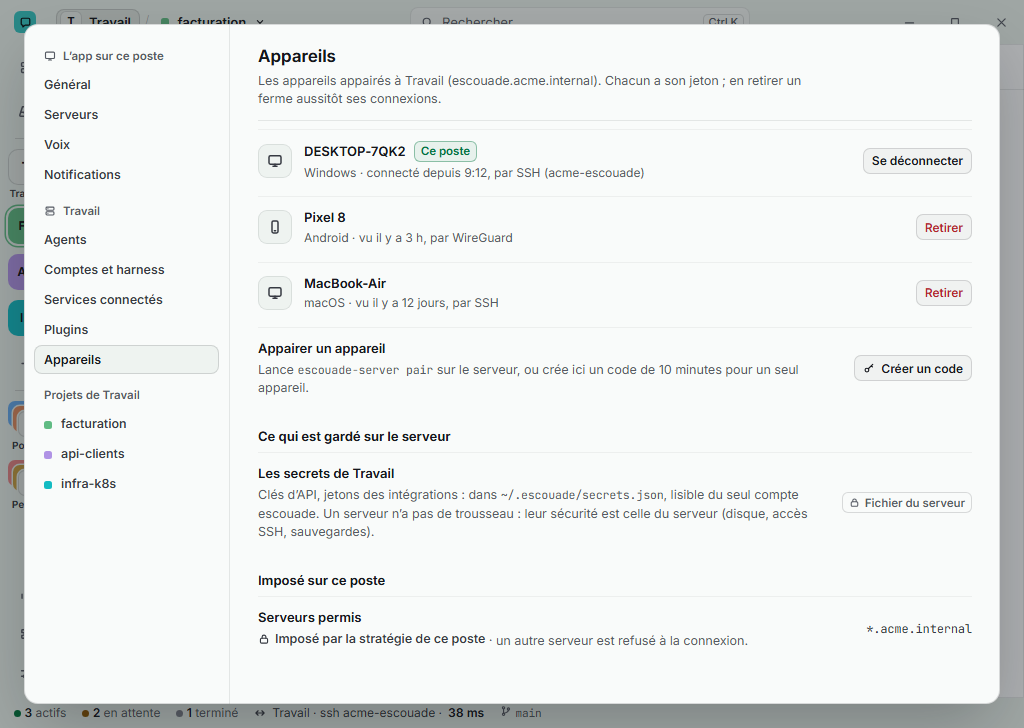 T Travail / facturation
Rechercher
Ctrl K
L'app sur ce poste
Général
Serveurs
Voix
Notifications
Travail
Agents
Comptes et harness
Services connectés
Plugins
Appareils
Projets de Travail
facturation
api-clients
infra-k8s
Appareils
Les appareils appairés à Travail (escouade.acme.internal). Chacun a son jeton ; en retirer un
ferme aussitôt ses connexions.
DESKTOP-7QK2 Ce poste
Windows · connecté depuis 9:12, par SSH (acme-escouade)
Se déconnecter
Pixel 8
Android · vu il y a 3 h, par WireGuard
Retirer
MacBook-Air
macOS · vu il y a 12 jours, par SSH
Retirer
Appairer un appareil
Lance escouade-server pair sur le serveur, ou crée ici un code de 10 minutes pour un seul
appareil.
Créer un code
Ce qui est gardé sur le serveur
Les secrets de Travail
Clés d’API, jetons des intégrations : dans ~/.escouade/secrets.json, lisible du seul compte
escouade. Un serveur n’a pas de trousseau : leur sécurité est celle du serveur (disque, accès
SSH, sauvegardes).
Fichier du serveur
Imposé sur ce poste
Serveurs permis
Imposé par la stratégie de ce poste · un autre serveur est refusé à la connexion.
*.acme.internal
3 actifs 2 en attente 1 terminé Travail · ssh acme-escouade · 38 ms main